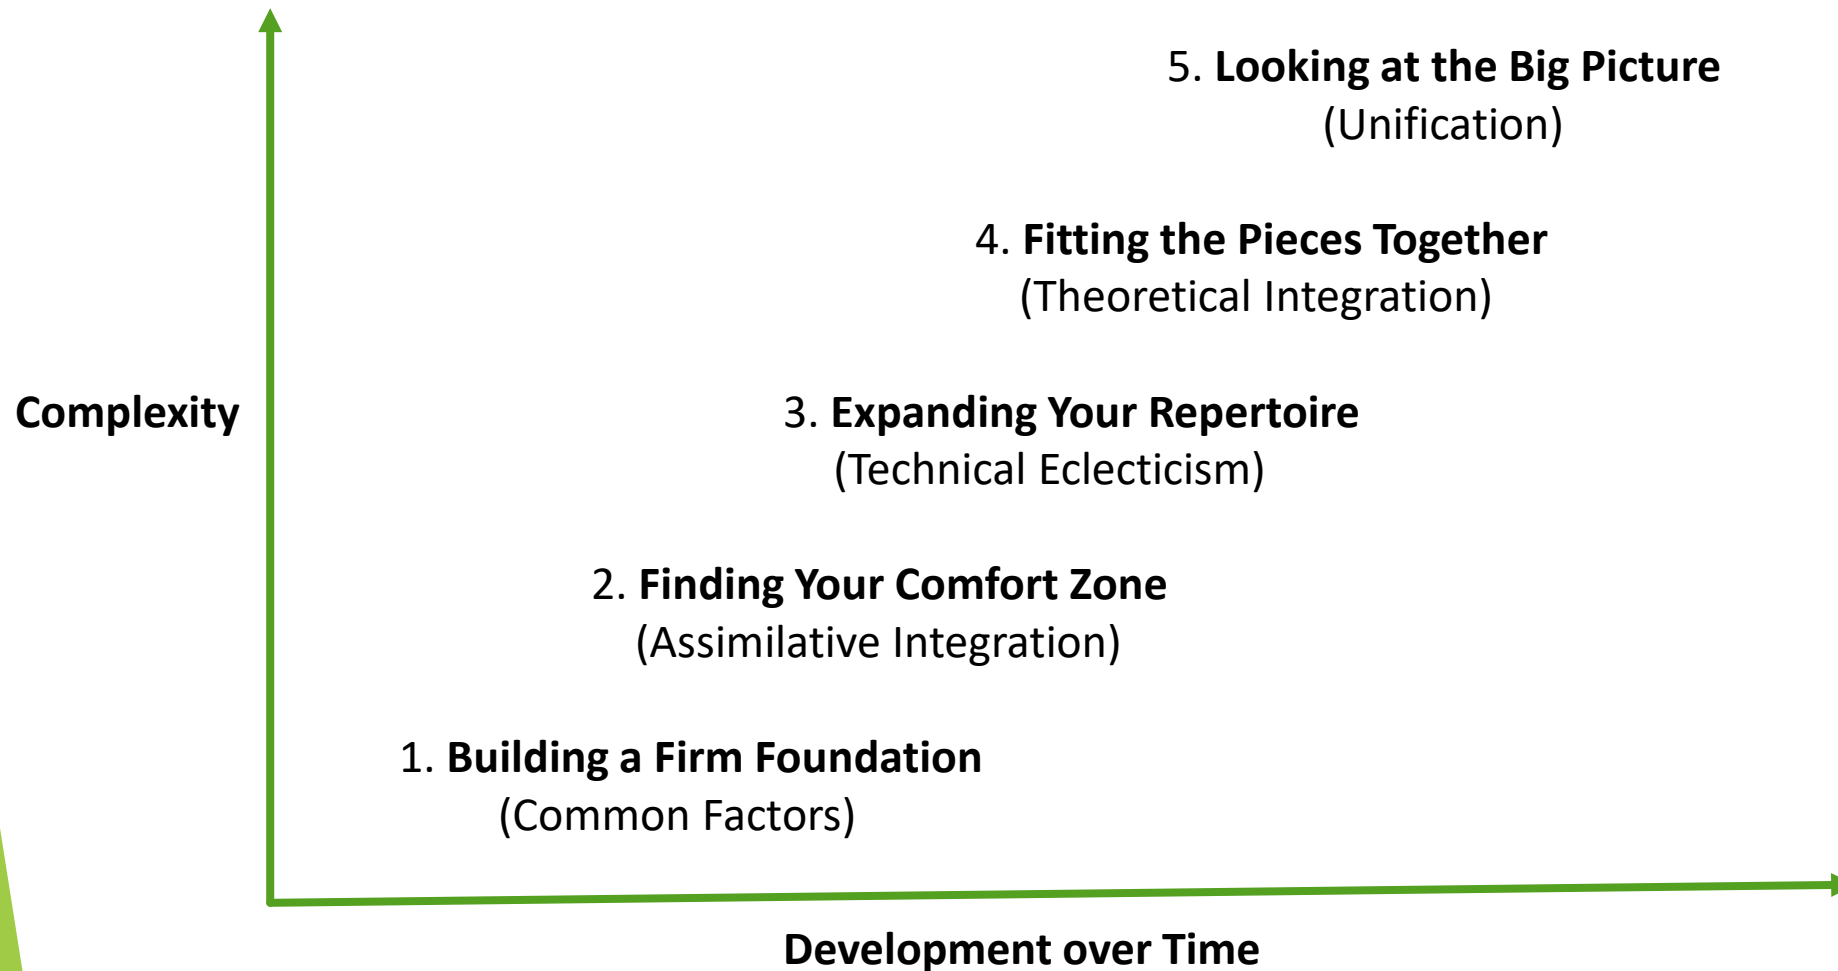 5. Looking at the Big Picture
(Unification)
4. Fitting the Pieces Together
(Theoretical Integration)
Complexity
3. Expanding Your Repertoire
(Technical Eclecticism)
2. Finding Your Comfort Zone
(Assimilative Integration)
1. Building a Firm Foundation
(Common Factors)
Development over Time